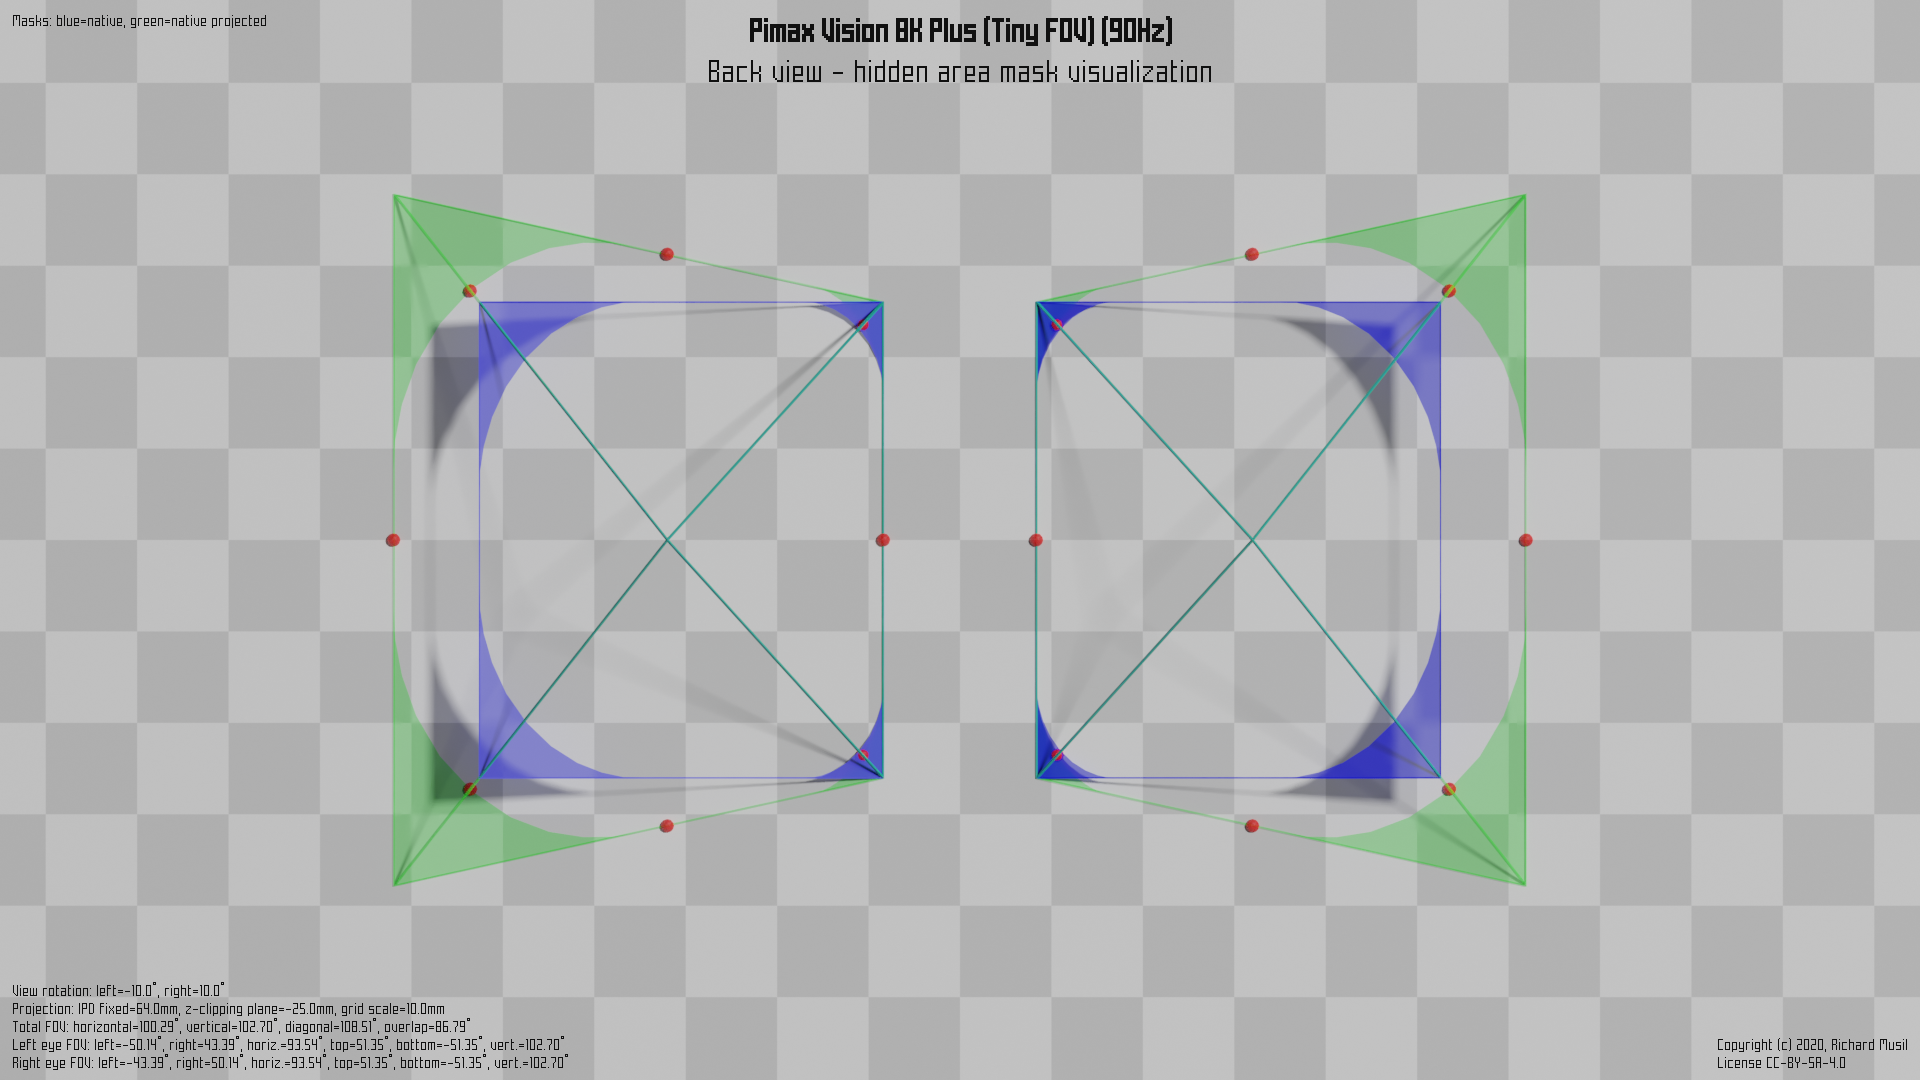 Masks: blue=native, green=native projected
Pimax Vision 8K Plus (Tiny FOV) (90Hz)
Back view - hidden area mask visualization
View rotation: left=-10.0°, right=10.0°
Projection: IPD fixed=64.0mm, z-clipping plane=-25.0mm, grid scale=10.0mm
Total FOV: horizontal=100.29°, vertical=102.70°, diagonal=108.51°, overlap=86.79°
Left eye FOV: left=-50.14°, right=43.39°, horiz.=93.54°, top=51.35°, bottom=-51.35°, vert.=102.70°
Right eye FOV: left=-43.39°, right=50.14°, horiz.=93.54°, top=51.35°, bottom=-51.35°, vert.=102.70°
Copyright (c) 2020, Richard Musil
License CC-BY-SA-4.0